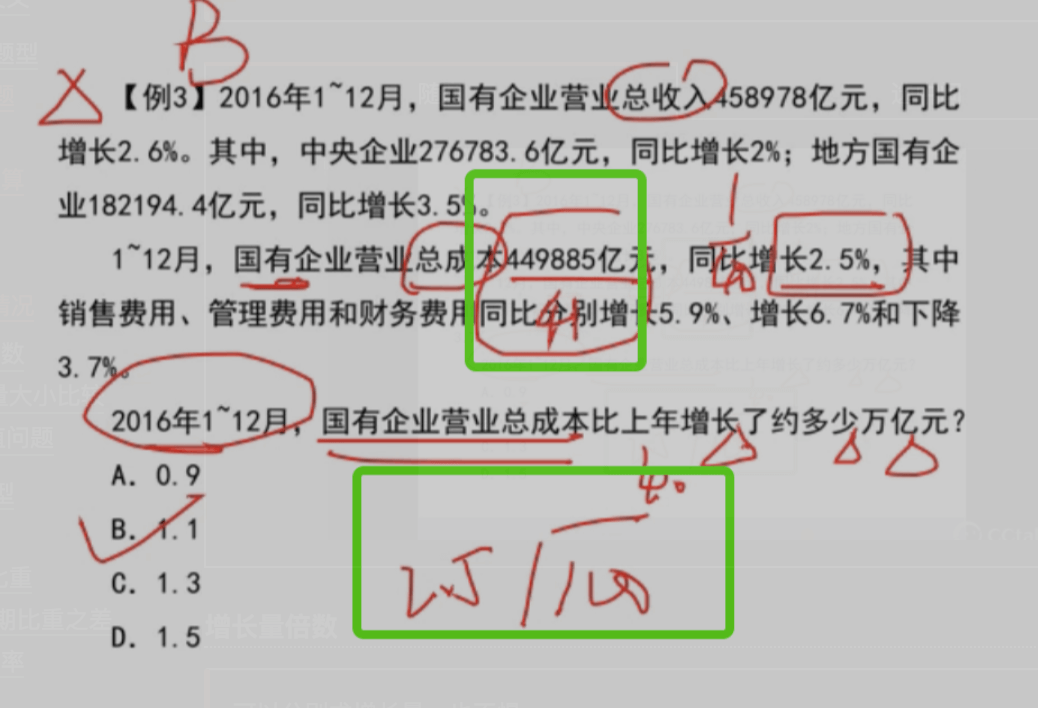 B
【例3】2016年1~12月，国有企业营业总收入458978亿元，同比
增长2.6%。其中，中央企业276783.6亿元，同比增长2%；地方国有企
业182194.4亿元，同比增长3.5%。
1~12月，国有企业营业总成本449885亿元，同比增长2.5%，其中
销售费用、管理费用和财务费用同比分别增长5.9%、增长6.7%和下降
3.7%。
2016年1~12月，国有企业营业总成本比上年增长了约多少万亿元？
A. 0.9
B. 1.1
C. 1.3
D. 1.5
2.5/100
增长量倍数